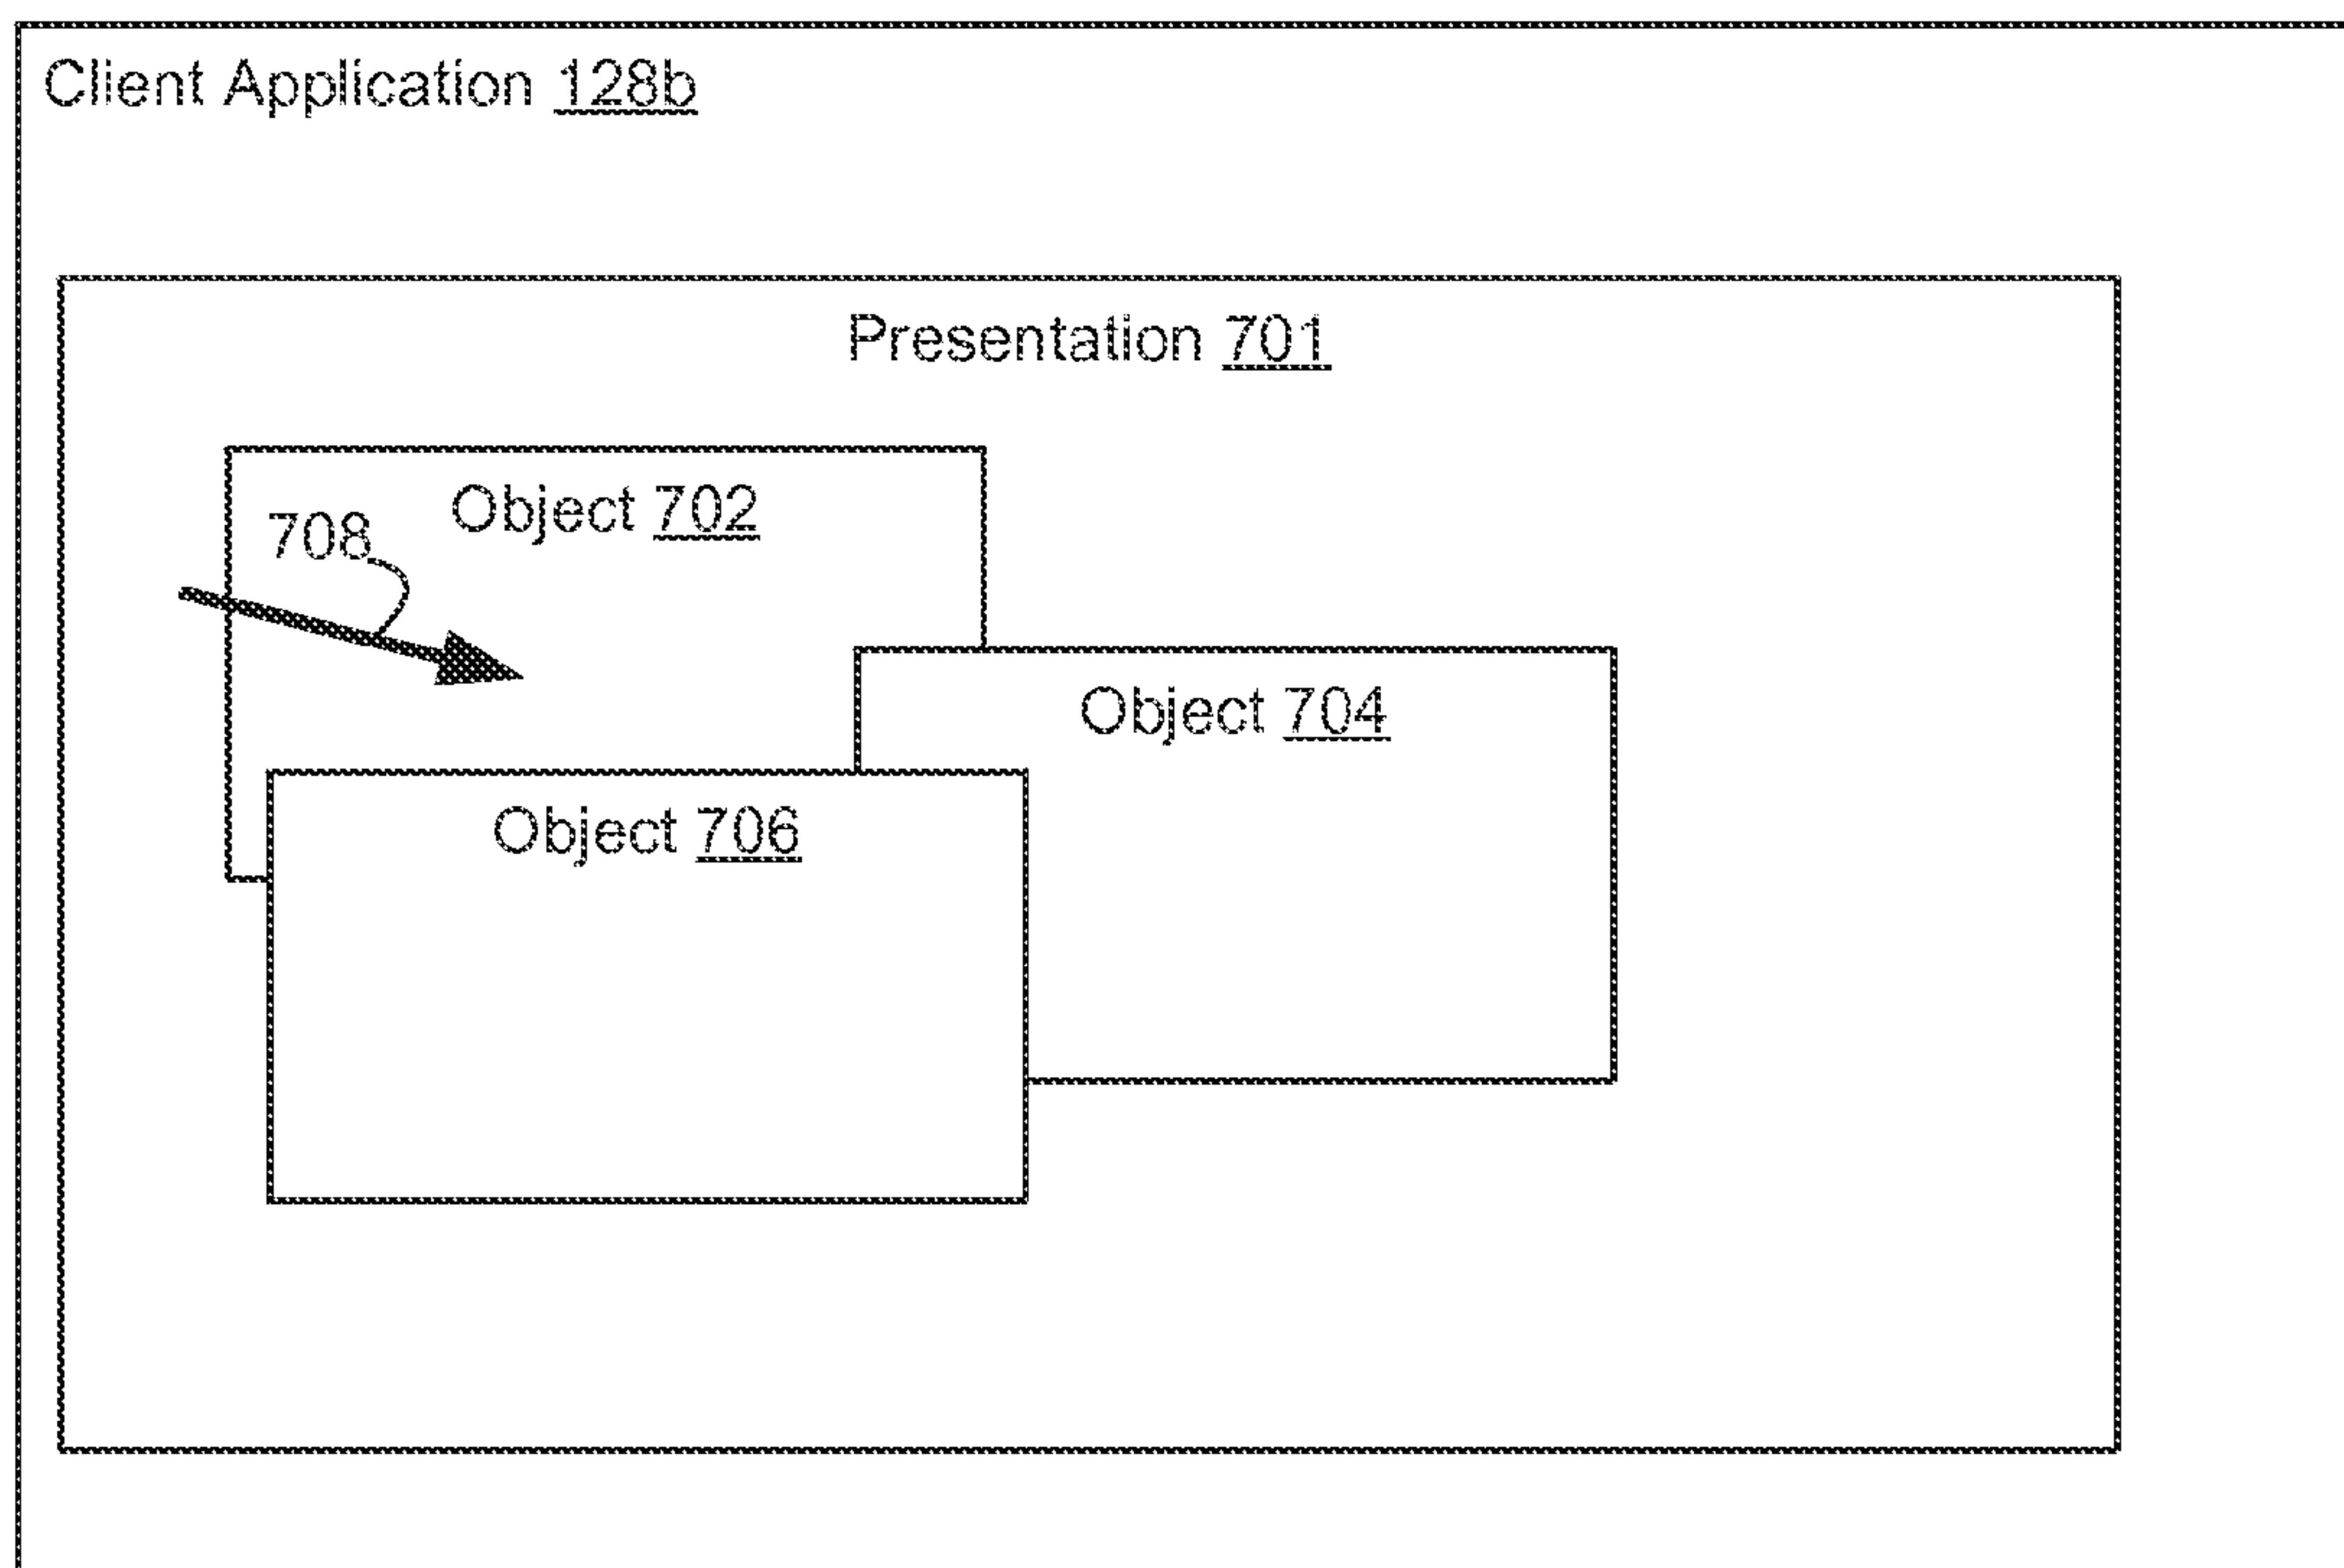 Client Application 128b
Presentation 701
Object 702
708
Object 704
Object 706